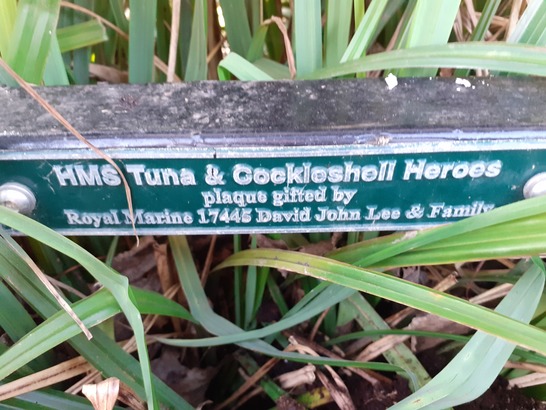 HMS Tuna & Cockleshell Heroes
plaque gifted by
Royal Marine 17445 David John Lee & Family